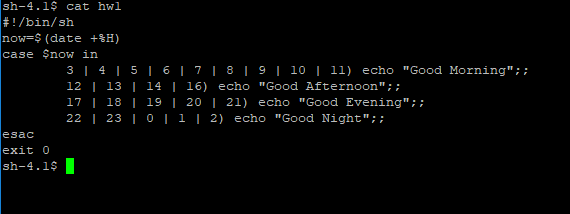 sh-4.1$ cat hw1
#!/bin/sh
now=$(date +%H)
case $now in
        3 | 4 | 5 | 6 | 7 | 8 | 9 | 10 | 11) echo "Good Morning";;
        12 | 13 | 14 | 16) echo "Good Afternoon";;
        17 | 18 | 19 | 20 | 21) echo "Good Evening";;
        22 | 23 | 0 | 1 | 2) echo "Good Night";;
esac
exit 0
sh-4.1$